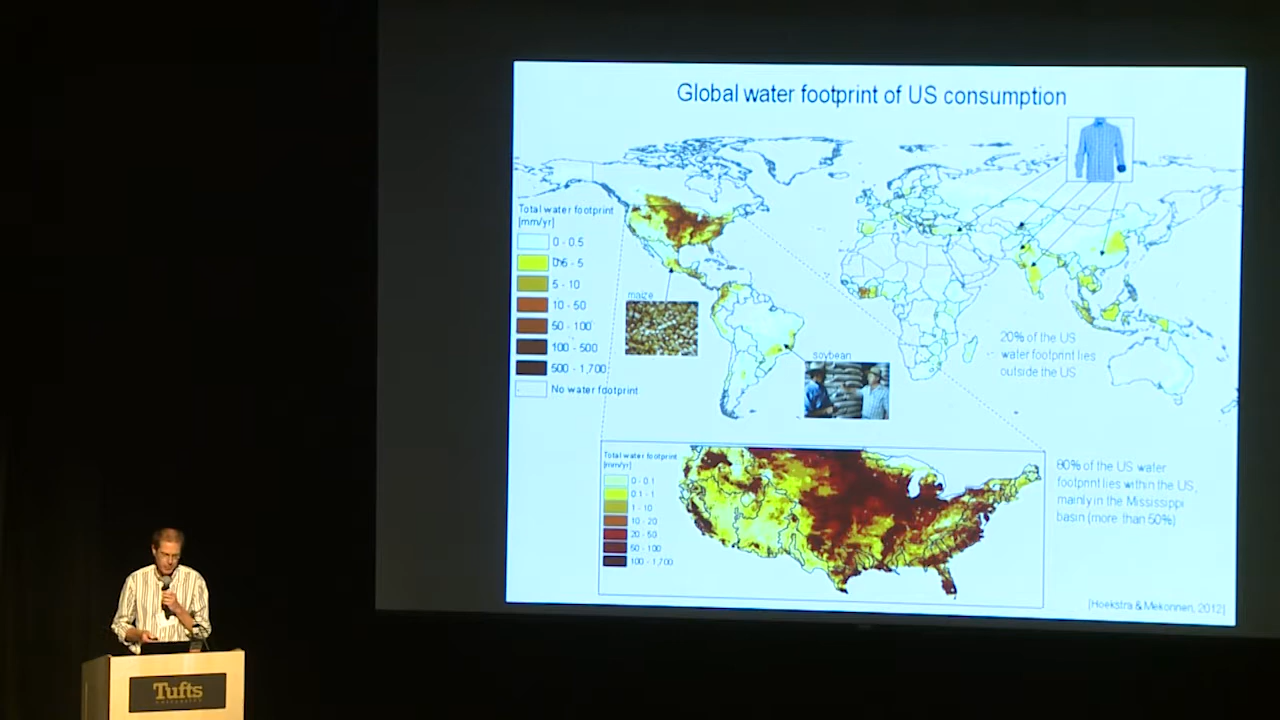 Global water footprint of US consumption
Total water footprint
[mm/yr]
0 - 0.5
0.5 - 5
5 - 10
10 - 50
50 - 100
100 - 500
500 - 1,700
No water footprint
maize
soybean
20% of the US
water footprint lies
outside the US
Total water footprint
[mm/yr]
0 - 0.1
0.1 - 1
1 - 10
10 - 20
20 - 50
50 - 100
100 - 1,700
80% of the US water
footprint lies within the US,
mainly in the Mississippi
basin (more than 50%)
[Hoekstra & Mekonnen, 2012]
Tufts
UNIVERSITY